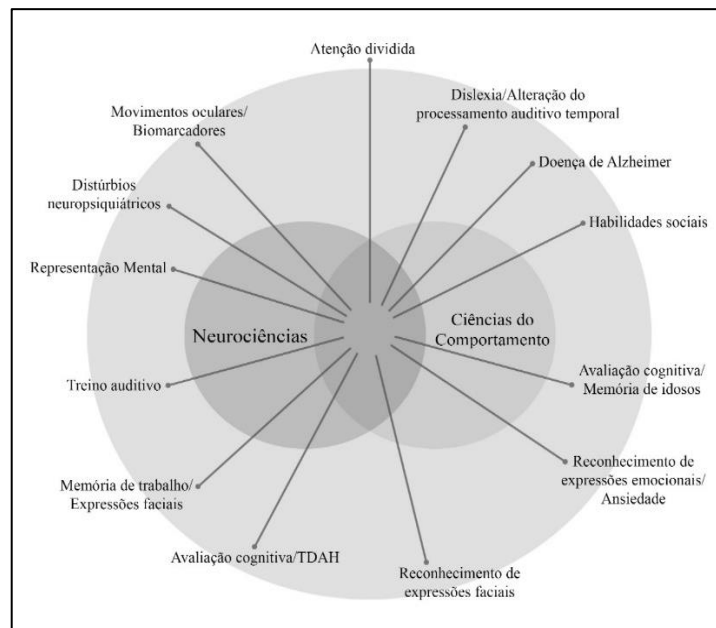 Atenção dividida
Dislexia/Alteração do
processamento auditivo temporal
Movimentos oculares/
Biomarcadores
Doença de Alzheimer
Distúrbios
neuropsiquiátricos
Habilidades sociais
Representação Mental
Neurociências
Ciências do
Comportamento
Treino auditivo
Avaliação cognitiva/
Memória de idosos
Memória de trabalho/
Expressões faciais
Reconhecimento de
expressões emocionais/
Ansiedade
Avaliação cognitiva/TDAH
Reconhecimento de
expressões faciais